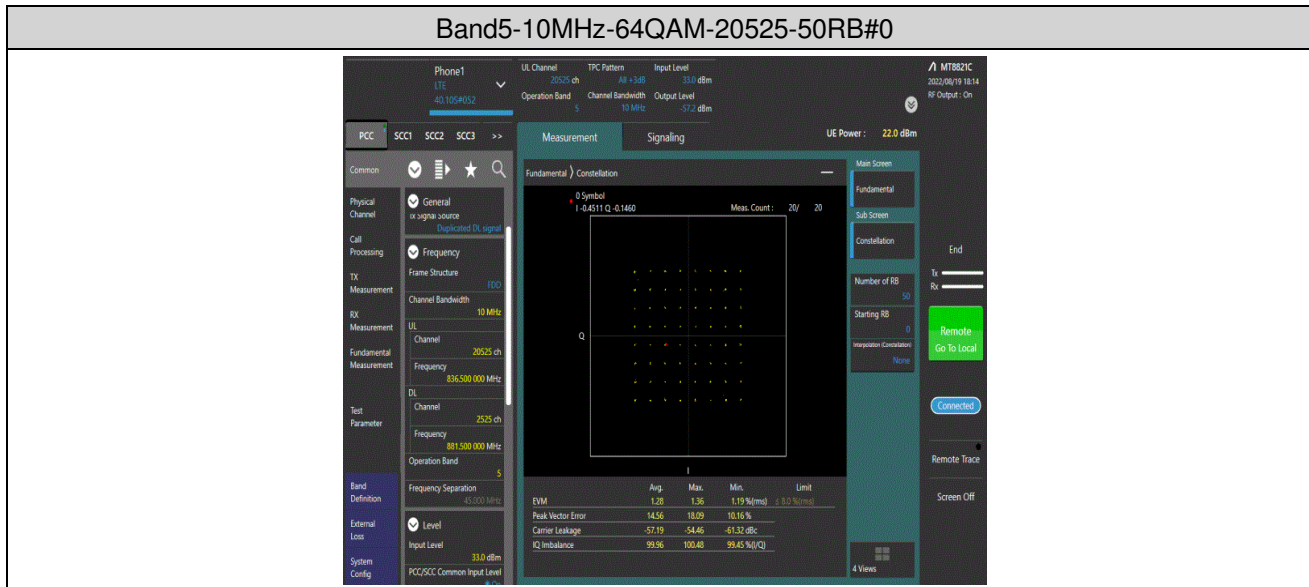 Band5-10MHz-64QAM-20525-50RB#0
Phone1
LTE
40.10S#052
UL Channel
20525 ch
TPC Pattern
All +3dB
Input Level
33.0 dBm
Operation Band
5
Channel Bandwidth
10 MHz
Output Level
-57.2 dBm
MT8821C
2022/08/19 18:14
RF Output : On
PCC SCC1 SCC2 SCC3 >>
Measurement
Signaling
UE Power : 22.0 dBm
Common
Physical
Channel
Call
Processing
TX
Measurement
RX
Measurement
Fundamental
Measurement
Test
Parameter
Band
Definition
External
Loss
System
Config
General
Tx Signal Source
Duplicated DL signal
Frequency
Frame Structure
FDD
Channel Bandwidth
10 MHz
UL
Channel
20525 ch
Frequency
836.500 000 MHz
DL
Channel
2525 ch
Frequency
881.500 000 MHz
Operation Band
5
Frequency Separation
45.000 MHz
Level
Input Level
33.0 dBm
PCC/SCC Common Input Level
On
Fundamental 〉 Constellation
0 Symbol
I -0.4511 Q -0.1460
Meas. Count : 20/ 20
Q
I
Avg. Max. Min. Limit
EVM 1.28 1.36 1.19 %(rms) ≤ 8.0 %(rms)
Peak Vector Error 14.56 18.09 10.16 %
Carrier Leakage -57.19 -54.46 -61.32 dBc
IQ Imbalance 99.96 100.48 99.45 %(I/Q)
Main Screen
Fundamental
Sub Screen
Constellation
Number of RB
50
Starting RB
0
Interpolation (Constellation)
None
4 Views
End
Tx
Rx
Remote
Go To Local
Connected
Remote Trace
Screen Off